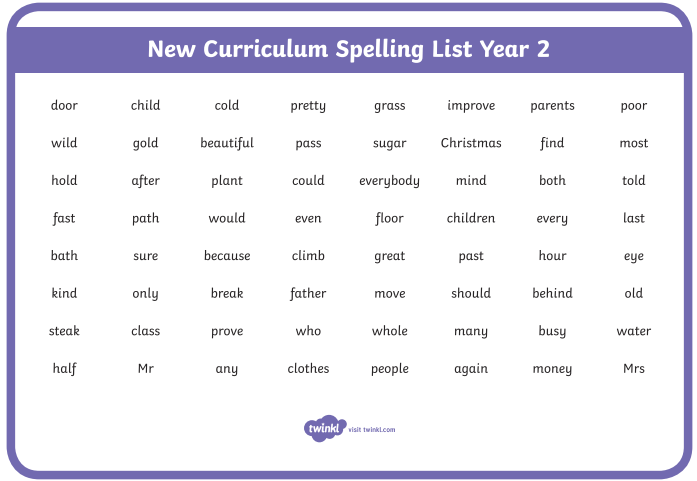 New Curriculum Spelling List Year 2
door child cold pretty grass improve parents poor
wild gold beautiful pass sugar Christmas find most
hold after plant could everybody mind both told
fast path would even floor children every last
bath sure because climb great past hour eye
kind only break father move should behind old
steak class prove who whole many busy water
half Mr any clothes people again money Mrs
twinkl visit twinkl.com